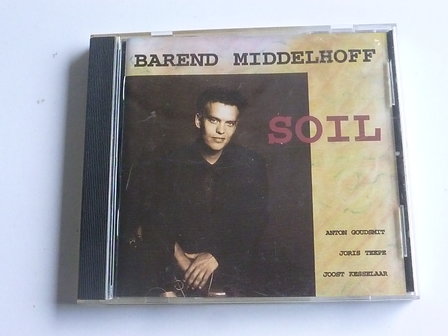 BAREND MIDDELHOFF
SOIL
ANTON GOUDSMIT
JORIS TEEPE
JOOST KESSELAAR